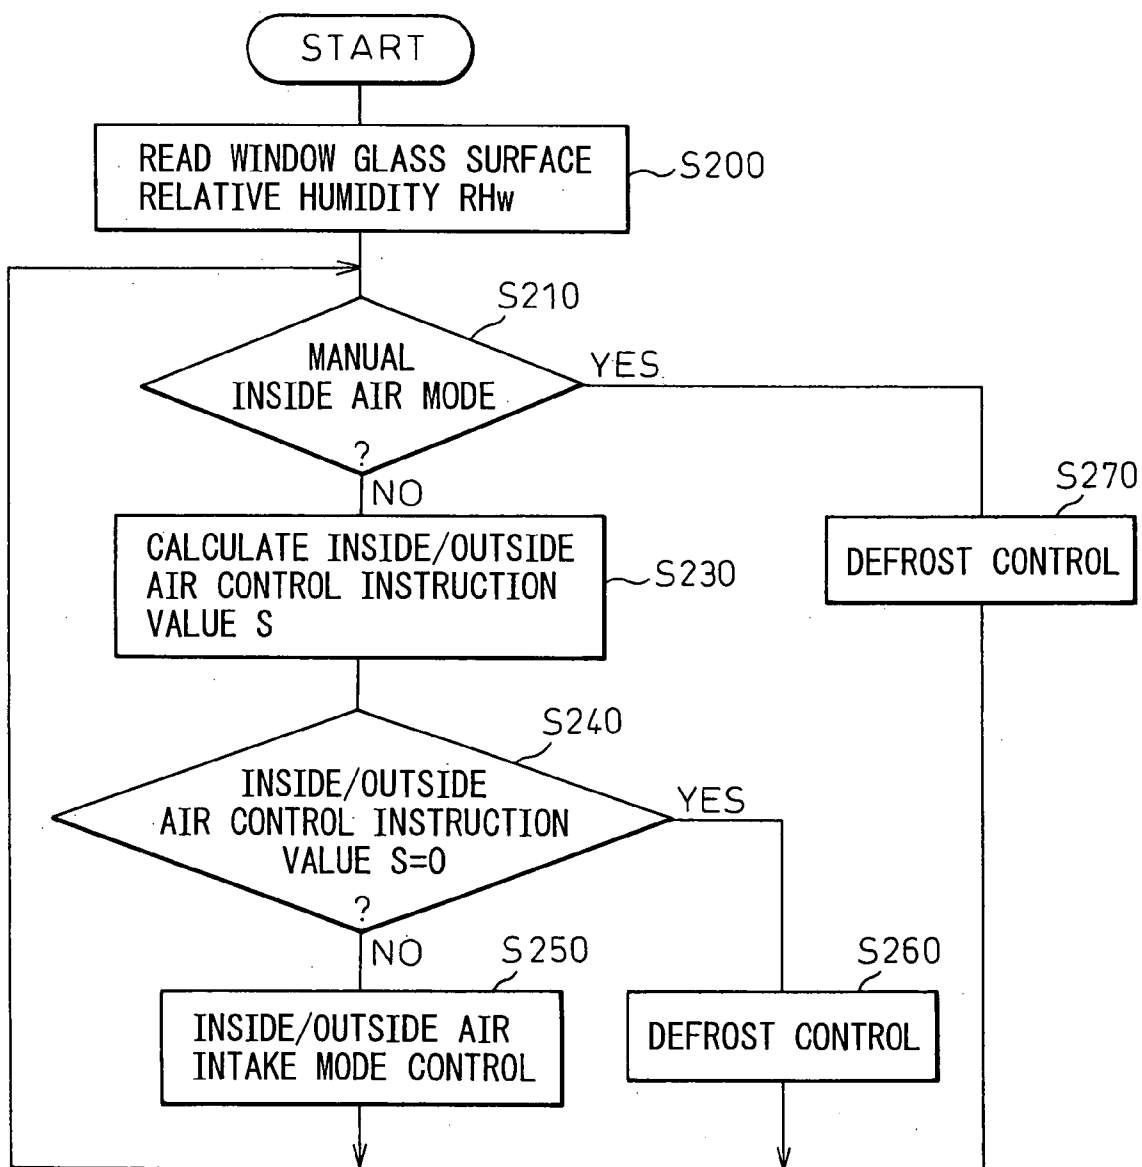 START
READ WINDOW GLASS SURFACE
RELATIVE HUMIDITY RHw
S200
S210
MANUAL
INSIDE AIR MODE
?
YES
NO
S270
DEFROST CONTROL
CALCULATE INSIDE/OUTSIDE
AIR CONTROL INSTRUCTION
VALUE S
S230
S240
INSIDE/OUTSIDE
AIR CONTROL INSTRUCTION
VALUE S=0
?
YES
NO
S250
INSIDE/OUTSIDE AIR
INTAKE MODE CONTROL
S260
DEFROST CONTROL